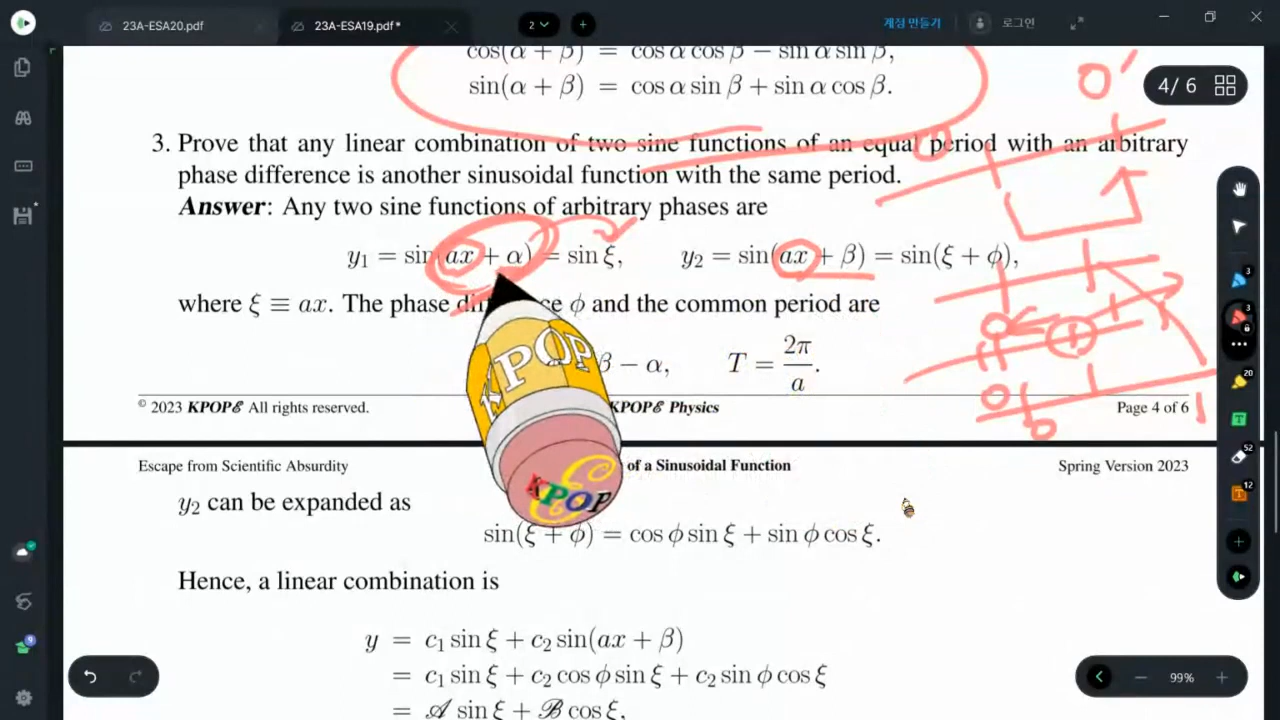 23A-ESA20.pdf
23A-ESA19.pdf*
2
계정 만들기
로그인
cos(α + β) = cos α cos β − sin α sin β,
sin(α + β) = cos α sin β + sin α cos β.
4/6
3. Prove that any linear combination of two sine functions of an equal period with an arbitrary
phase difference is another sinusoidal function with the same period.
Answer: Any two sine functions of arbitrary phases are
y₁ = sin(ax + α) = sin ξ, y₂ = sin(ax + β) = sin(ξ + ϕ),
where ξ ≡ ax. The phase ϕ and the common period are
β − α, T = 2π/a.
© 2023 KPOPE All rights reserved. KPOPE Physics Page 4 of 6
Escape from Scientific Absurdity of a Sinusoidal Function Spring Version 2023
y₂ can be expanded as
sin(ξ + ϕ) = cos ϕ sin ξ + sin ϕ cos ξ.
Hence, a linear combination is
y = c₁ sin ξ + c₂ sin(ax + β)
= c₁ sin ξ + c₂ cos ϕ sin ξ + c₂ sin ϕ cos ξ
= 𝒜 sin ξ + ℬ cos ξ,
KPOP
KPOPE
99%
3
3
20
52
12
9